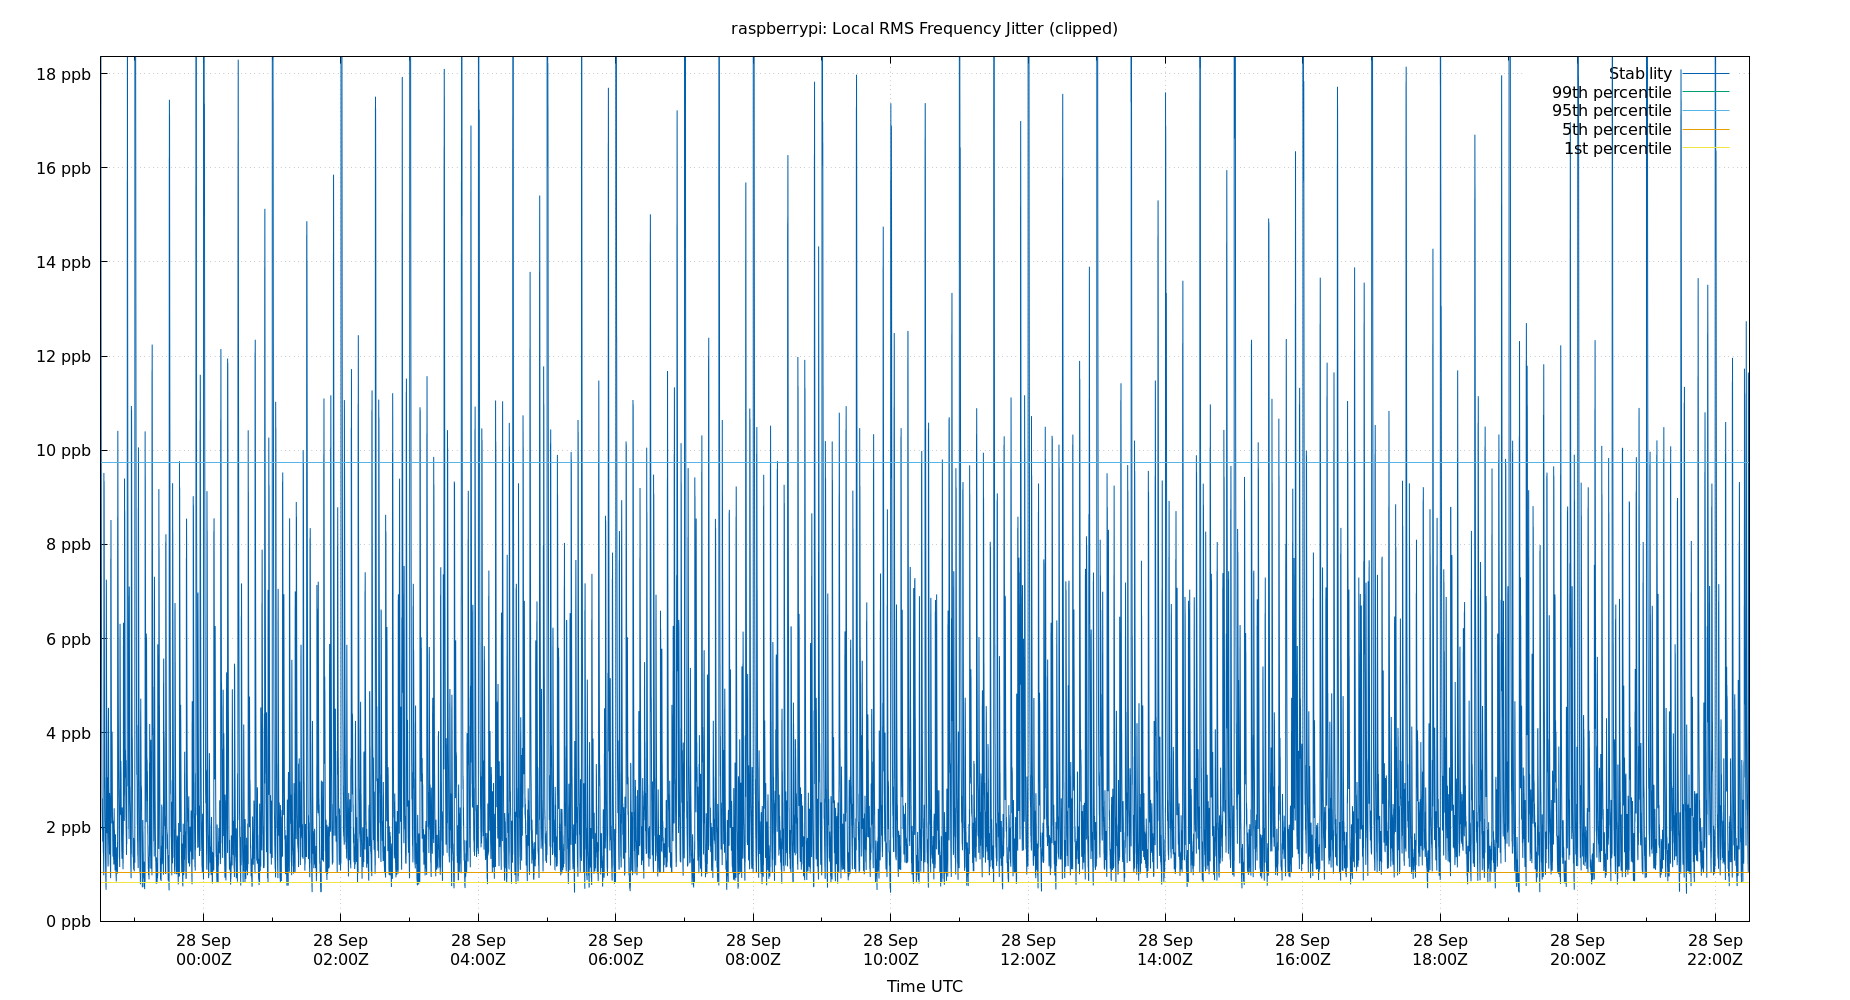 raspberrypi: Local RMS Frequency Jitter (clipped)
18 ppb
16 ppb
14 ppb
12 ppb
10 ppb
8 ppb
6 ppb
4 ppb
2 ppb
0 ppb
Stability
99th percentile
95th percentile
5th percentile
1st percentile
28 Sep 28 Sep 28 Sep 28 Sep 28 Sep 28 Sep 28 Sep 28 Sep 28 Sep 28 Sep 28 Sep 28 Sep
00:00Z 02:00Z 04:00Z 06:00Z 08:00Z 10:00Z 12:00Z 14:00Z 16:00Z 18:00Z 20:00Z 22:00Z
Time UTC